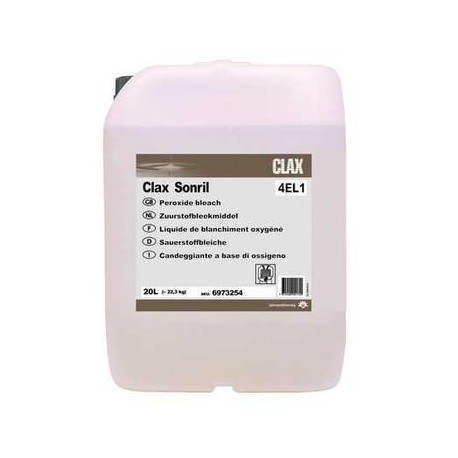 CLAX
Clax Sonril
4EL1
GB Peroxide bleach
NL Zuurstofbleekmiddel
F Liquide de blanchiment oxygéné
D Sauerstoffbleiche
I Candeggiante a base di ossigeno
20L (~ 22,3 kg) SKU: 6973254